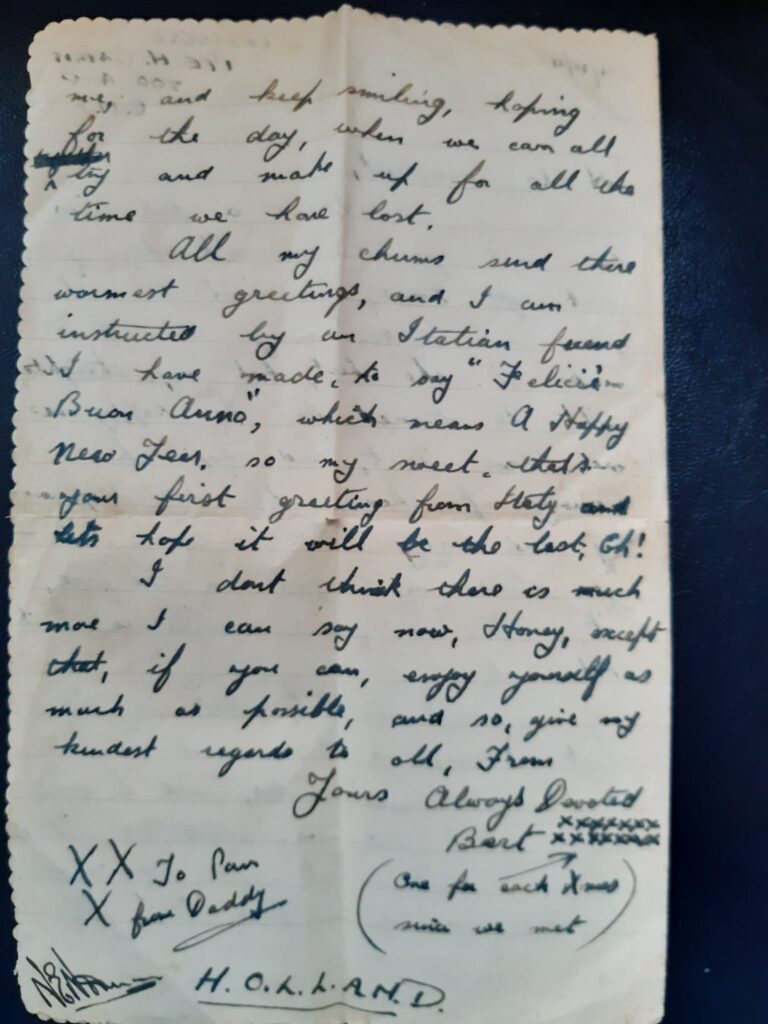 me, and keep smiling, hoping
for the day, when we can all
try and make up for all the
time we have lost.
All my chums send there
warmest greetings, and I am
instructed by an Itatian friend
I have made, to say "Felicie
Buon Anno", which means A Happy
New Year. so my sweet, that's
your first greeting from Itaty and
lets hope it will be the last, Eh!
I dont think there is much
more I can say now, Honey, except
that, if you can, enjoy yourself as
much as possible, and so, give my
kindest regards to all, From
Yours Always Devoted
Bert xxxxxxx
xxxxxxx
XX To Pam
X from Daddy
(One for each Xmas
since we met)
H.O.L.L.A.N.D.